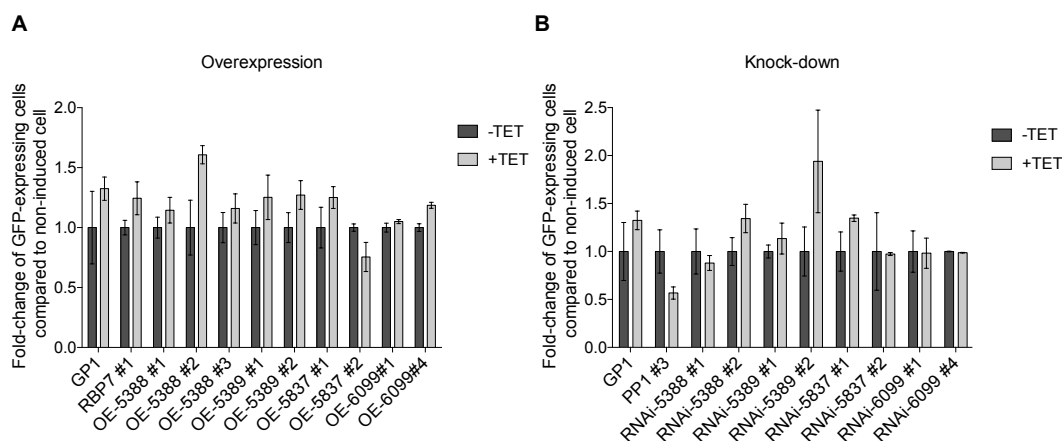 A
Overexpression
Fold-change of GFP-expressing cells
compared to non-induced cell
2.0
1.5
1.0
0.5
0.0
GP1
RBP7 #1
OE-5388 #1
OE-5388 #2
OE-5388 #3
OE-5389 #1
OE-5389 #2
OE-5837 #1
OE-5837 #2
OE-6099#1
OE-6099#4
-TET
+TET
B
Knock-down
Fold-change of GFP-expressing cells
compared to non-induced cell
2.5
2.0
1.5
1.0
0.5
0.0
GP1
PP1 #3
RNAi-5388 #1
RNAi-5388 #2
RNAi-5389 #1
RNAi-5389 #2
RNAi-5837 #1
RNAi-5837 #2
RNAi-6099 #1
RNAi-6099 #4
-TET
+TET